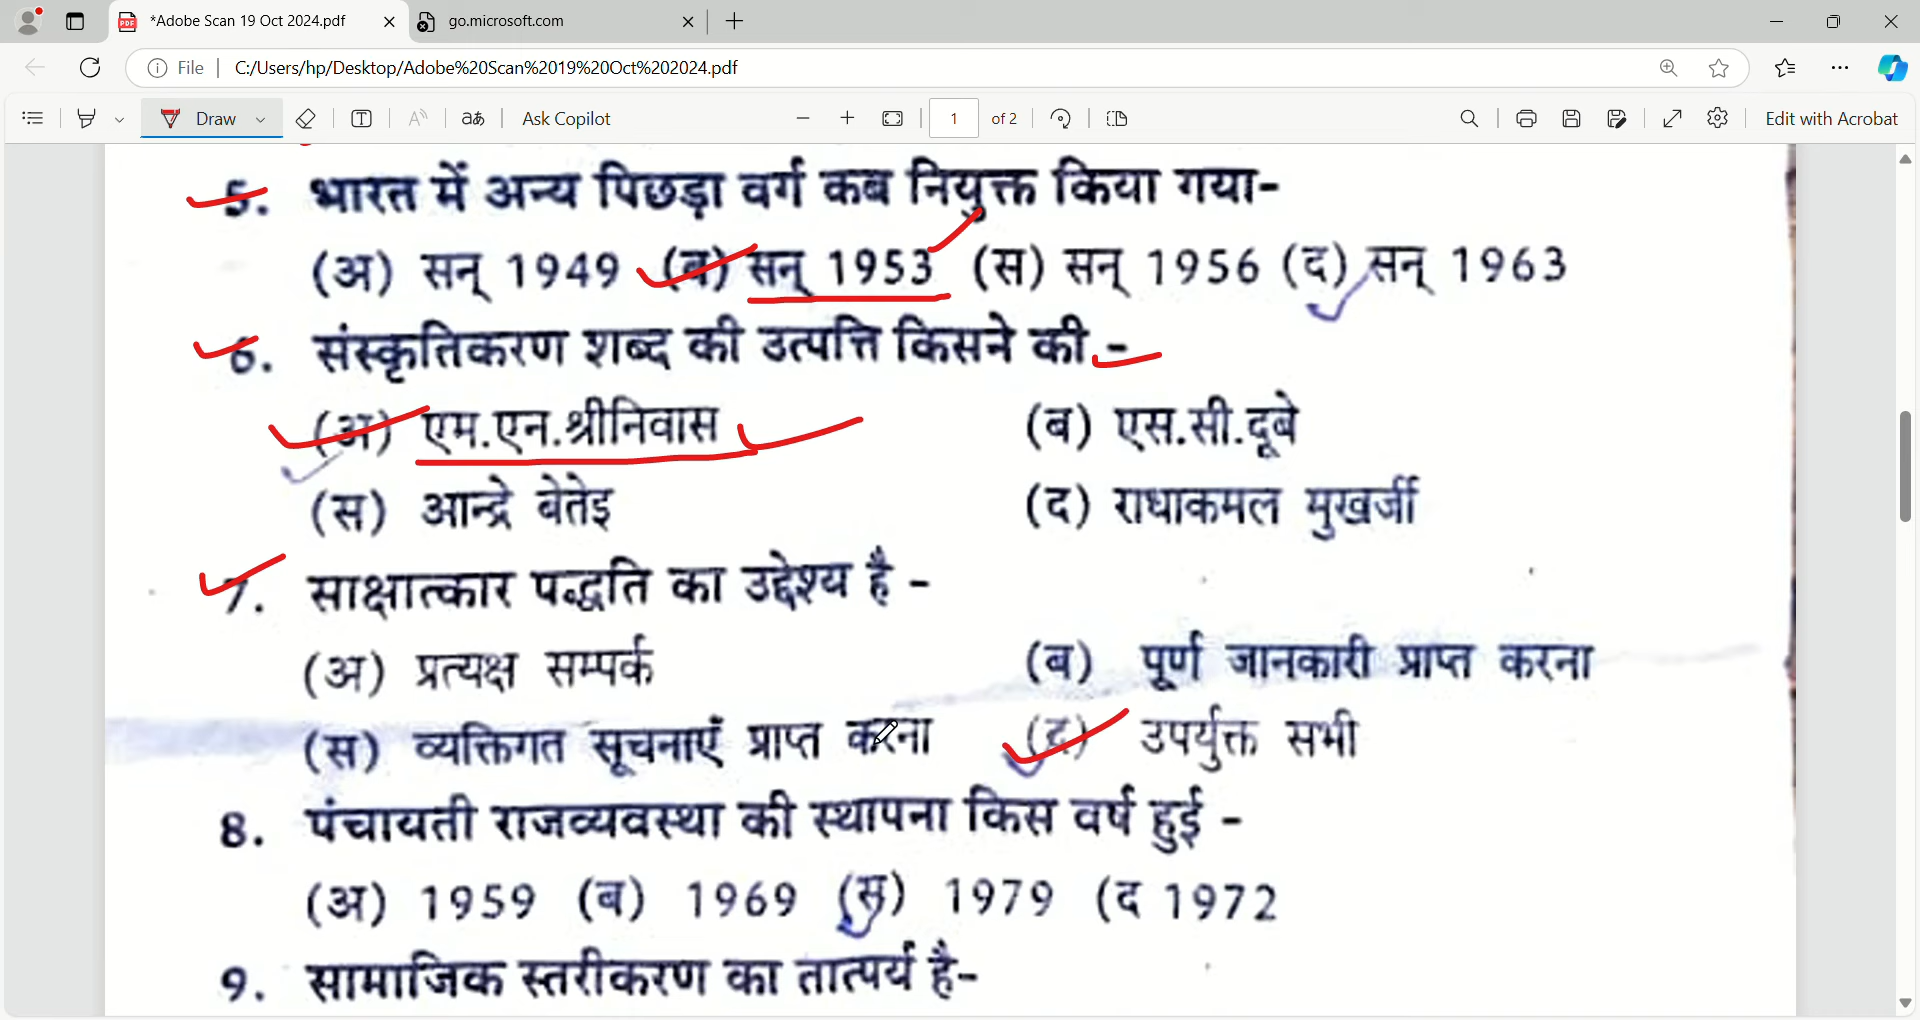 *Adobe Scan 19 Oct 2024.pdf
go.microsoft.com
File
C:/Users/hp/Desktop/Adobe%20Scan%2019%20Oct%202024.pdf
Draw
Ask Copilot
1 of 2
Edit with Acrobat
5. भारत में अन्य पिछड़ा वर्ग कब नियुक्त किया गया-
(अ) सन् 1949 (ब) सन् 1953 (स) सन् 1956 (द) सन् 1963
6. संस्कृतिकरण शब्द की उत्पत्ति किसने की -
(अ) एम.एन.श्रीनिवास (ब) एस.सी.दूबे
(स) आन्द्रे बेतेइ (द) राधाकमल मुखर्जी
7. साक्षात्कार पद्धति का उद्देश्य है -
(अ) प्रत्यक्ष सम्पर्क (ब) पूर्ण जानकारी प्राप्त करना
(स) व्यक्तिगत सूचनाएँ प्राप्त करना (द) उपर्युक्त सभी
8. पंचायती राजव्यवस्था की स्थापना किस वर्ष हुई -
(अ) 1959 (ब) 1969 (स) 1979 (द 1972
9. सामाजिक स्तरीकरण का तात्पर्य है-